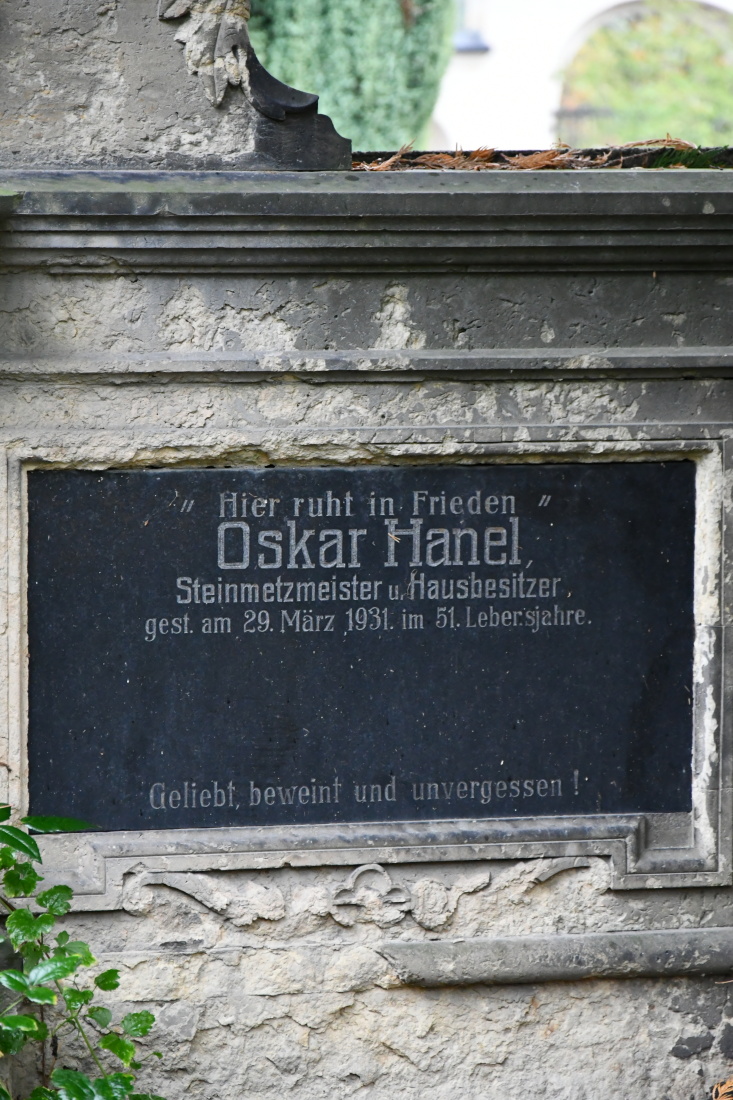 " Hier ruht in Frieden "
Oskar Hanel,
Steinmetzmeister u. Hausbesitzer,
gest. am 29. März 1931. im 51. Lebensjahre.
Geliebt, beweint und unvergessen!